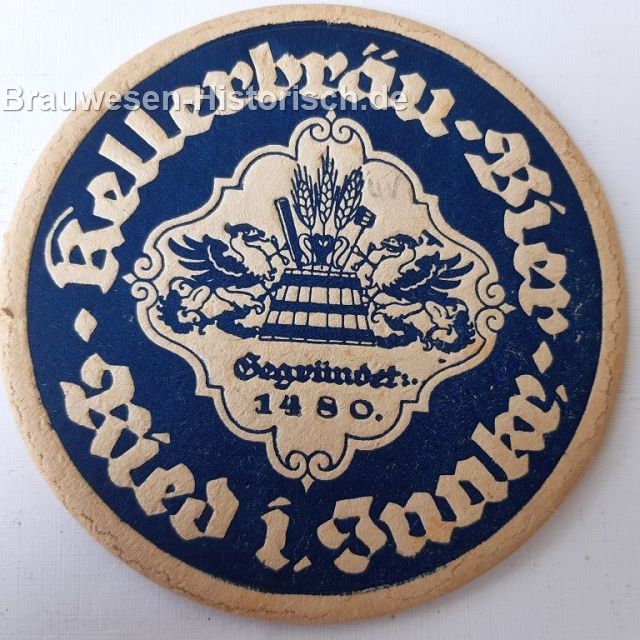 Brauwesen-Historisch.de
Kellerbräu-Bier-
Ried i. Innkr.-
Gegründet:.
1480.